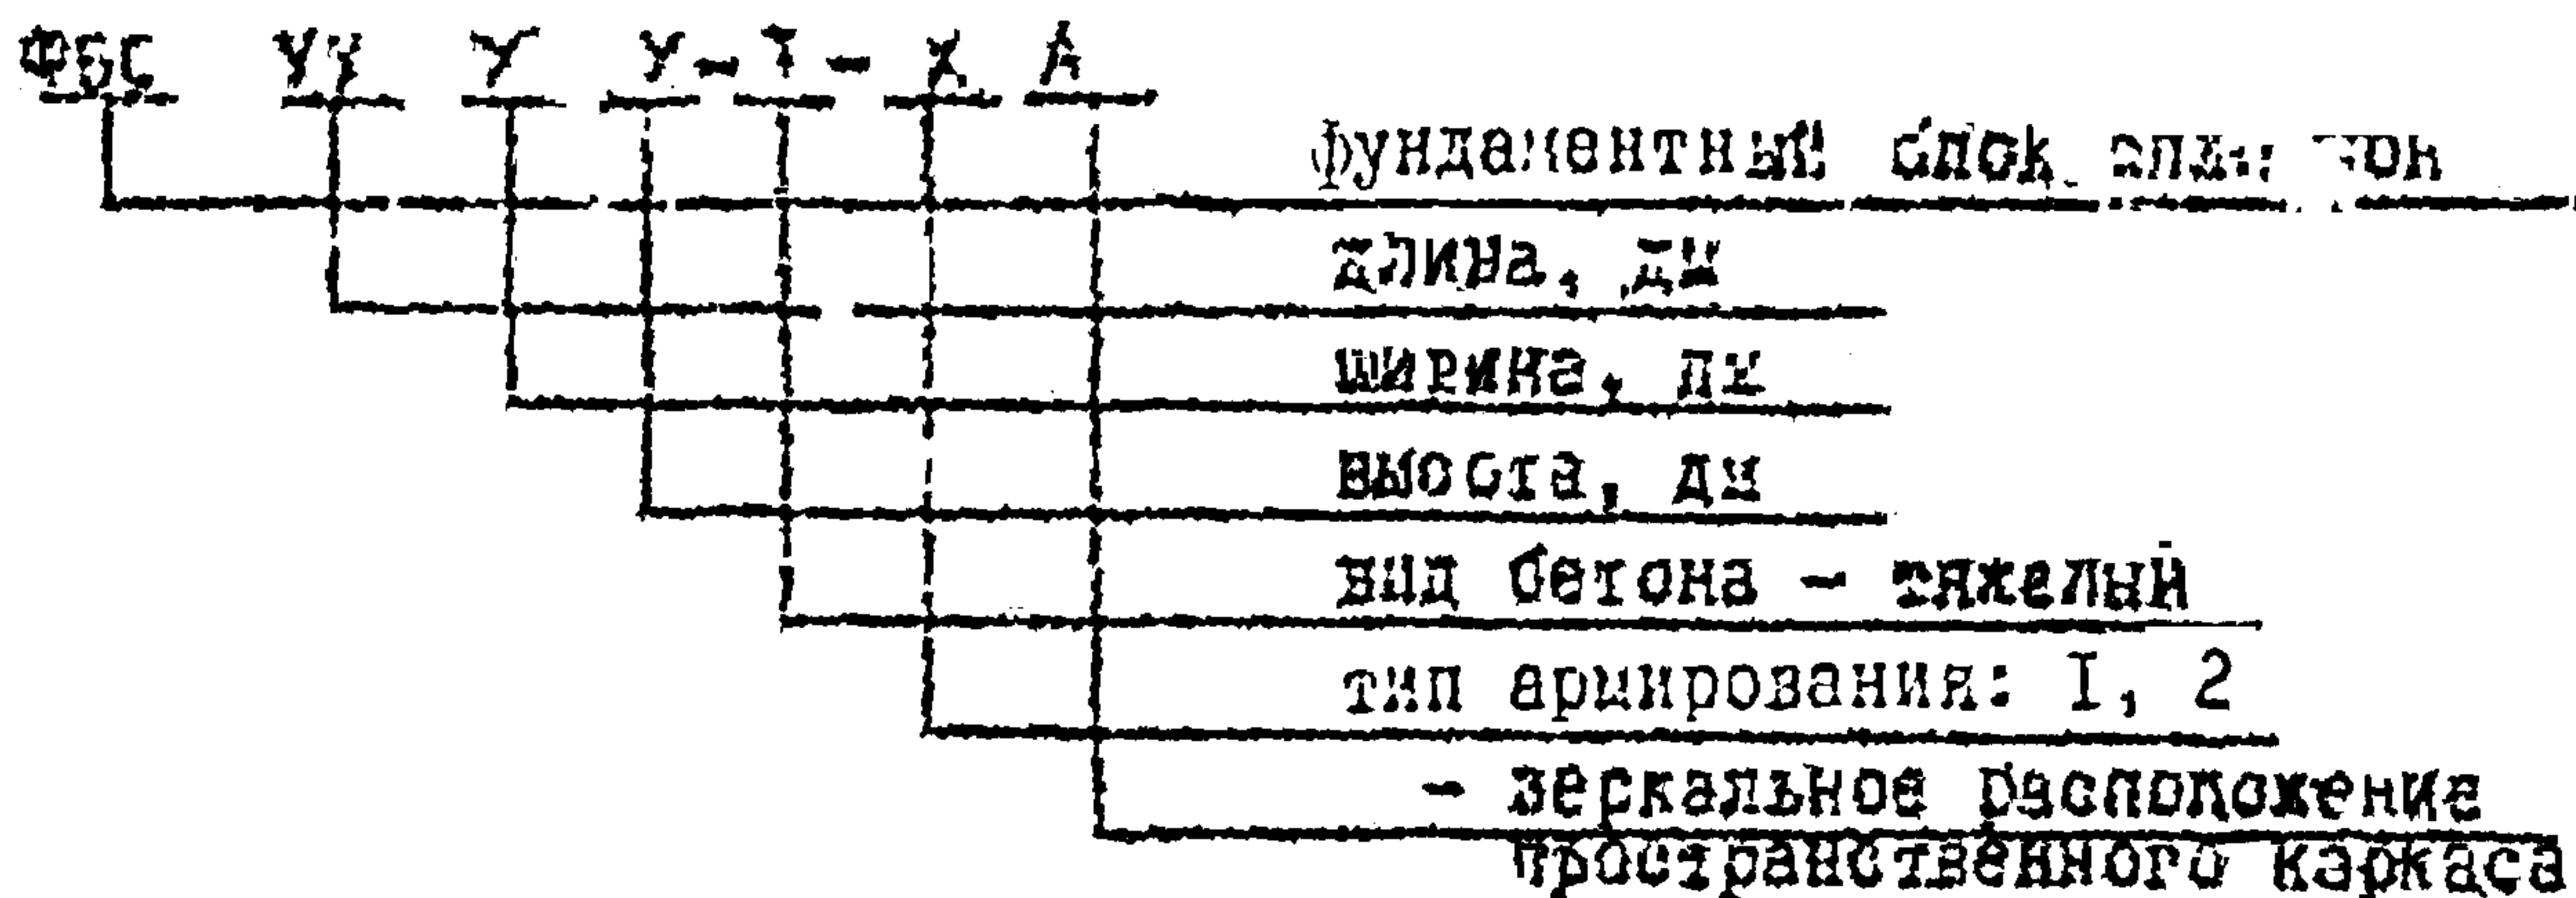 ФБС УУ У У-Т-Х А
фундаментный блок
длина, дм
ширина, дм
высота, дм
вид бетона - тяжелый
тип армирования: I, 2
- зеркальное расположение
пространственного каркаса